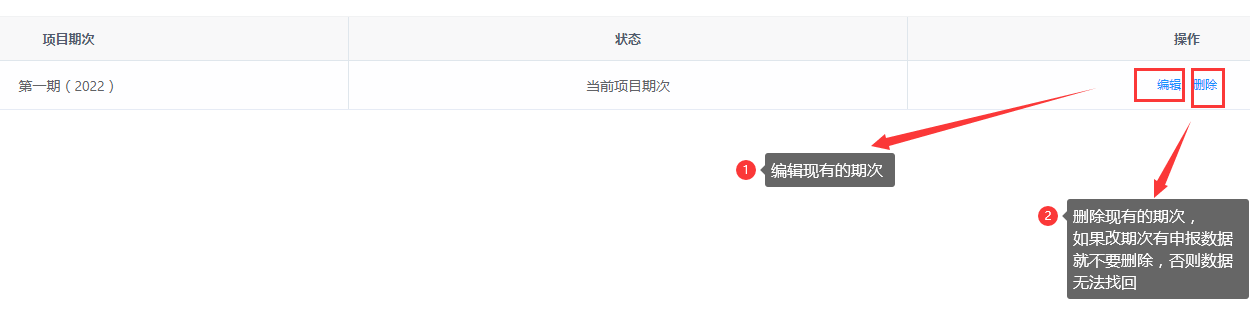 项目期次 状态 操作
第一期（2022） 当前项目期次 编辑 删除
1 编辑现有的期次
2 删除现有的期次，
如果改期次有申报数据
就不要删除，否则数据
无法找回